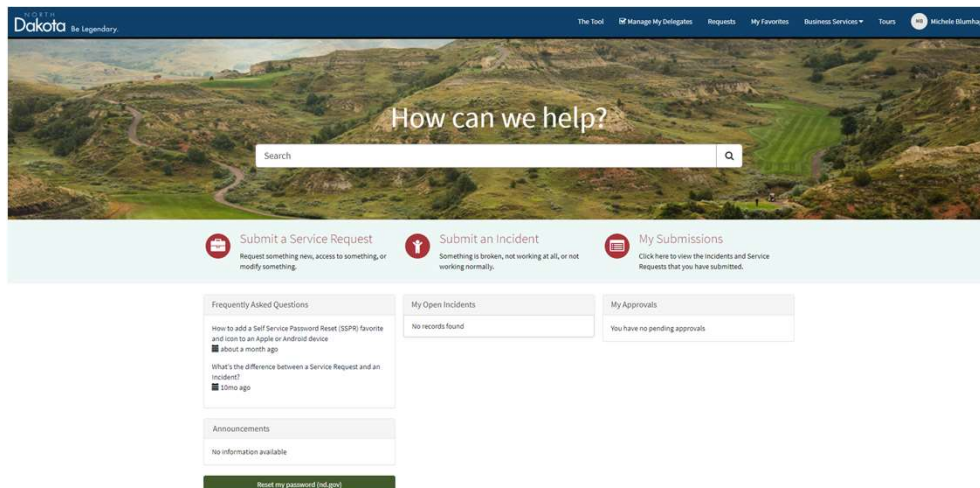 NORTH
Dakota Be Legendary.
The Tool Manage My Delegates Requests My Favorites Business Services Tours MB Michele Blumhag
How can we help?
Search
Submit a Service Request
Request something new, access to something, or
modify something.
Submit an Incident
Something is broken, not working at all, or not
working normally.
My Submissions
Click here to view the Incidents and Service
Requests that you have submitted.
Frequently Asked Questions
How to add a Self Service Password Reset (SSPR) favorite
and icon to an Apple or Android device
about a month ago
What's the difference between a Service Request and an
Incident?
10mo ago
My Open Incidents
No records found
My Approvals
You have no pending approvals
Announcements
No information available
Reset my password (nd.gov)